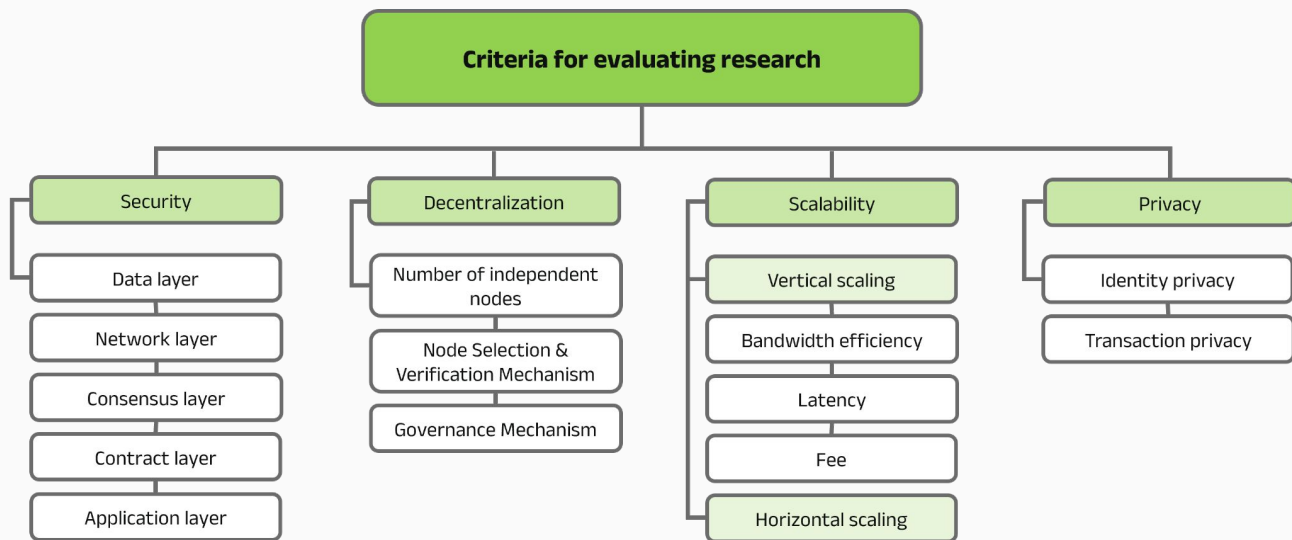 Criteria for evaluating research
Security
Data layer
Network layer
Consensus layer
Contract layer
Application layer
Decentralization
Number of independent
nodes
Node Selection &
Verification Mechanism
Governance Mechanism
Scalability
Vertical scaling
Bandwidth efficiency
Latency
Fee
Horizontal scaling
Privacy
Identity privacy
Transaction privacy